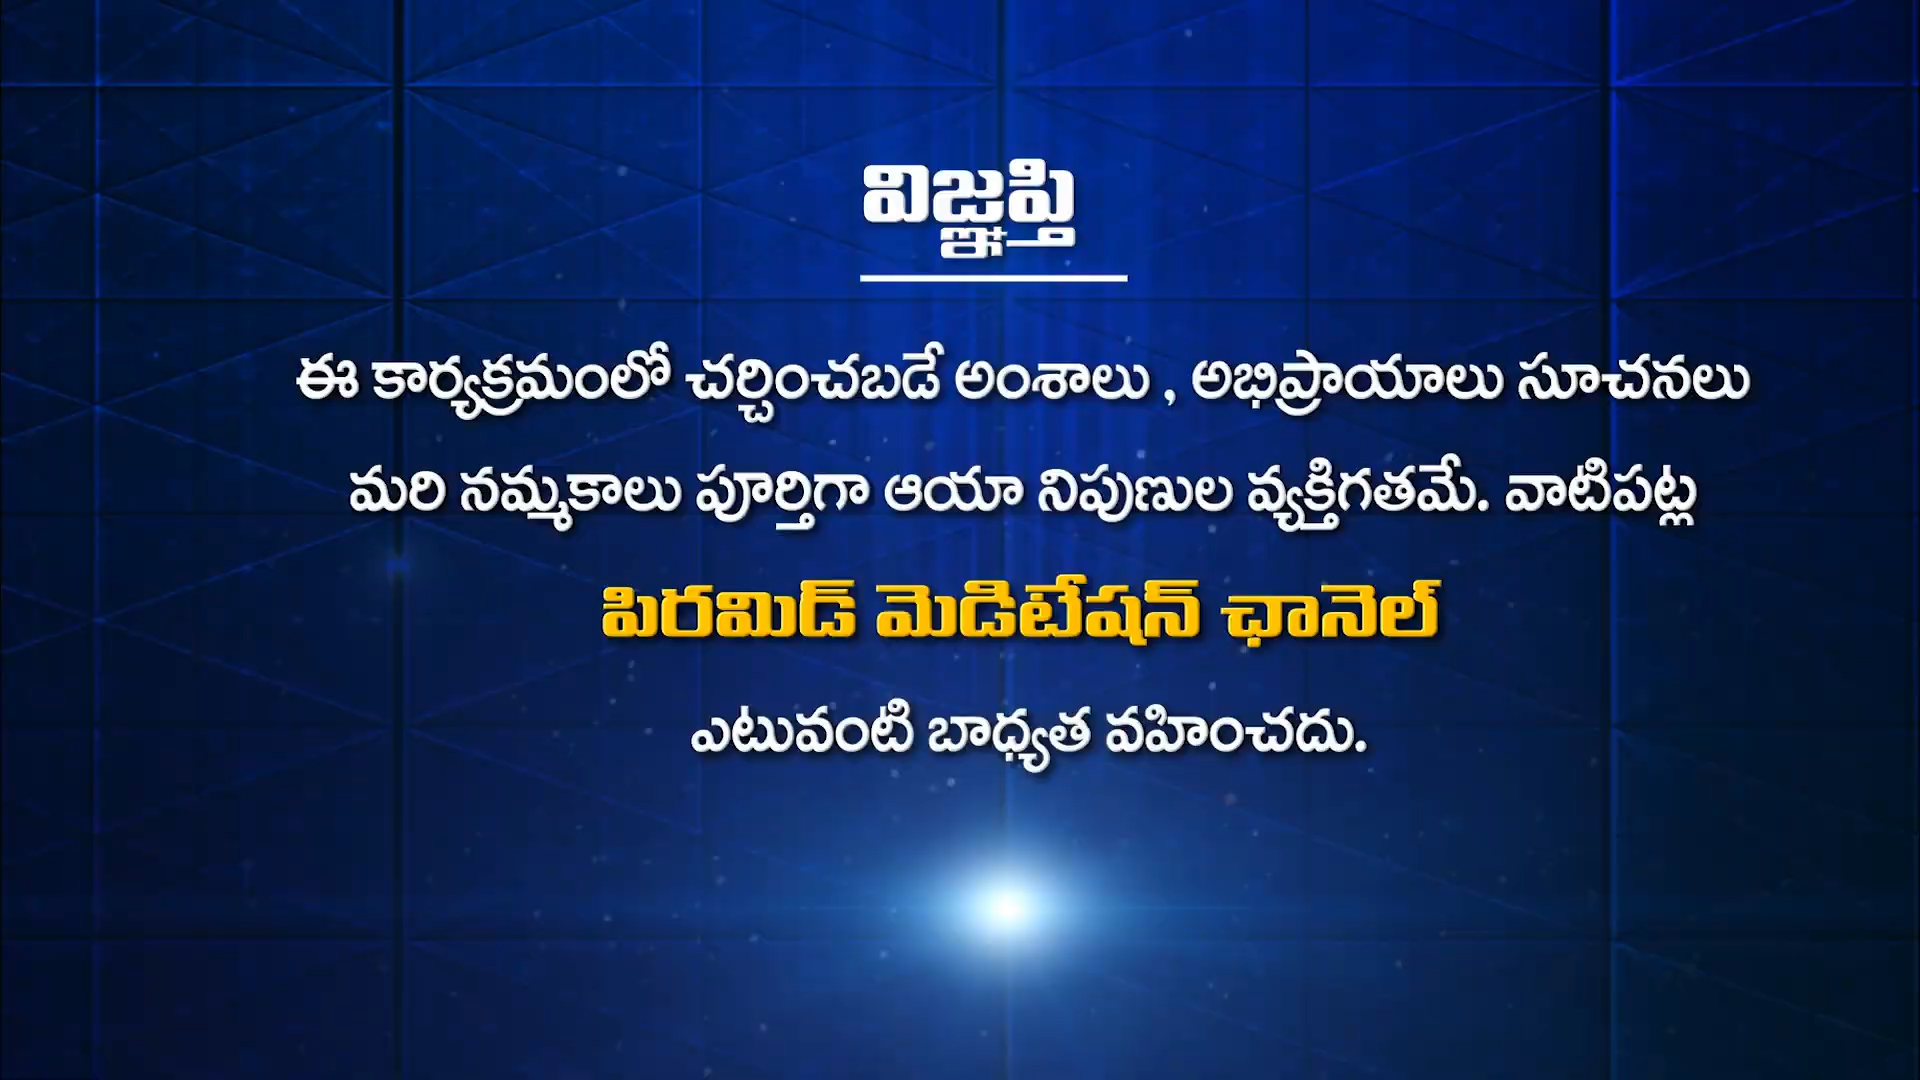 విజ్ఞప్తి
ఈ కార్యక్రమంలో చర్చించబడే అంశాలు , అభిప్రాయాలు సూచనలు
మరి నమ్మకాలు పూర్తిగా ఆయా నిపుణుల వ్యక్తిగతమే. వాటిపట్ల
పిరమిడ్ మెడిటేషన్ ఛానెల్
ఎటువంటి బాధ్యత వహించదు.